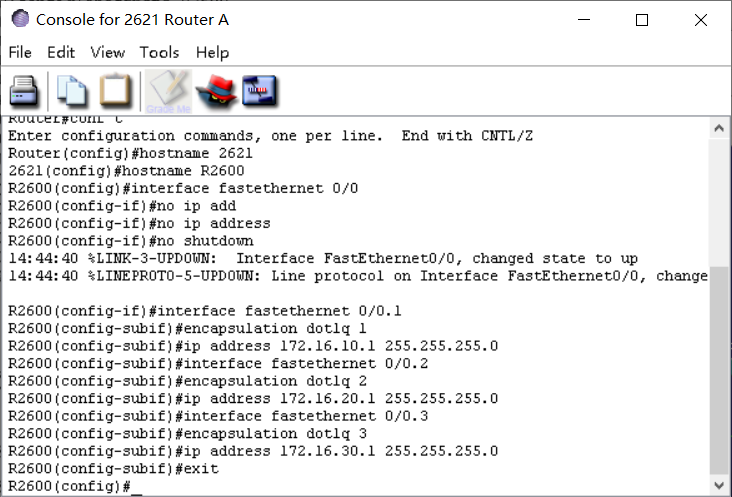 Console for 2621 Router A
File Edit View Tools Help
Grade Me
Router#conf t
Enter configuration commands, one per line.  End with CNTL/Z
Router(config)#hostname 2621
2621(config)#hostname R2600
R2600(config)#interface fastethernet 0/0
R2600(config-if)#no ip add
R2600(config-if)#no ip address
R2600(config-if)#no shutdown
14:44:40 %LINK-3-UPDOWN:  Interface FastEthernet0/0, changed state to up
14:44:40 %LINEPROTO-5-UPDOWN: Line protocol on Interface FastEthernet0/0, change
R2600(config-if)#interface fastethernet 0/0.1
R2600(config-subif)#encapsulation dot1q 1
R2600(config-subif)#ip address 172.16.10.1 255.255.255.0
R2600(config-subif)#interface fastethernet 0/0.2
R2600(config-subif)#encapsulation dot1q 2
R2600(config-subif)#ip address 172.16.20.1 255.255.255.0
R2600(config-subif)#interface fastethernet 0/0.3
R2600(config-subif)#encapsulation dot1q 3
R2600(config-subif)#ip address 172.16.30.1 255.255.255.0
R2600(config-subif)#exit
R2600(config)#_